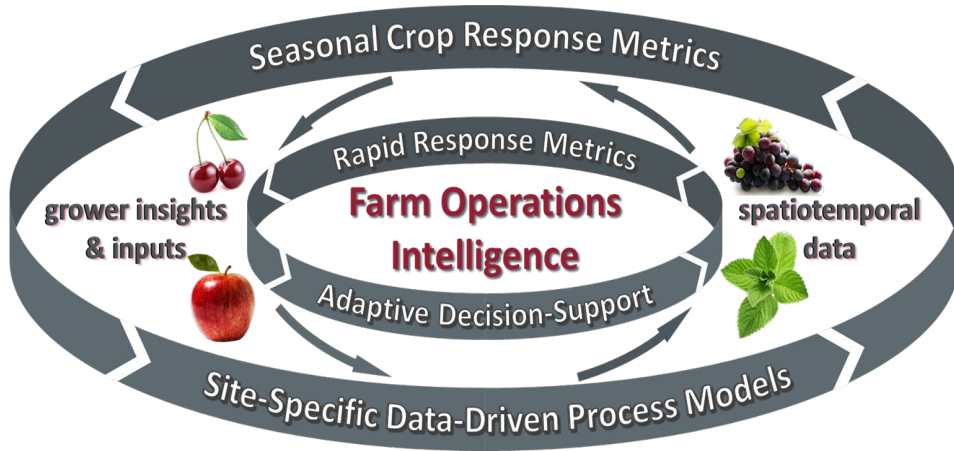 Seasonal Crop Response Metrics
Rapid Response Metrics
grower insights
& inputs
Farm Operations
Intelligence
spatiotemporal
data
Adaptive Decision-Support
Site-Specific Data-Driven Process Models